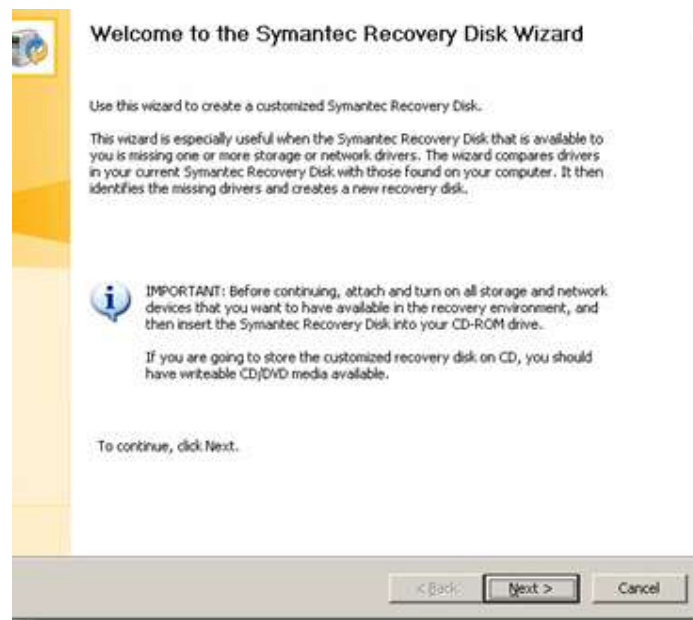 Welcome to the Symantec Recovery Disk Wizard
Use this wizard to create a customized Symantec Recovery Disk.
This wizard is especially useful when the Symantec Recovery Disk that is available to
you is missing one or more storage or network drivers. The wizard compares drivers
in your current Symantec Recovery Disk with those found on your computer. It then
identifies the missing drivers and creates a new recovery disk.
IMPORTANT: Before continuing, attach and turn on all storage and network
devices that you want to have available in the recovery environment, and
then insert the Symantec Recovery Disk into your CD-ROM drive.
If you are going to store the customized recovery disk on CD, you should
have writeable CD/DVD media available.
To continue, click Next.
< Back
Next >
Cancel